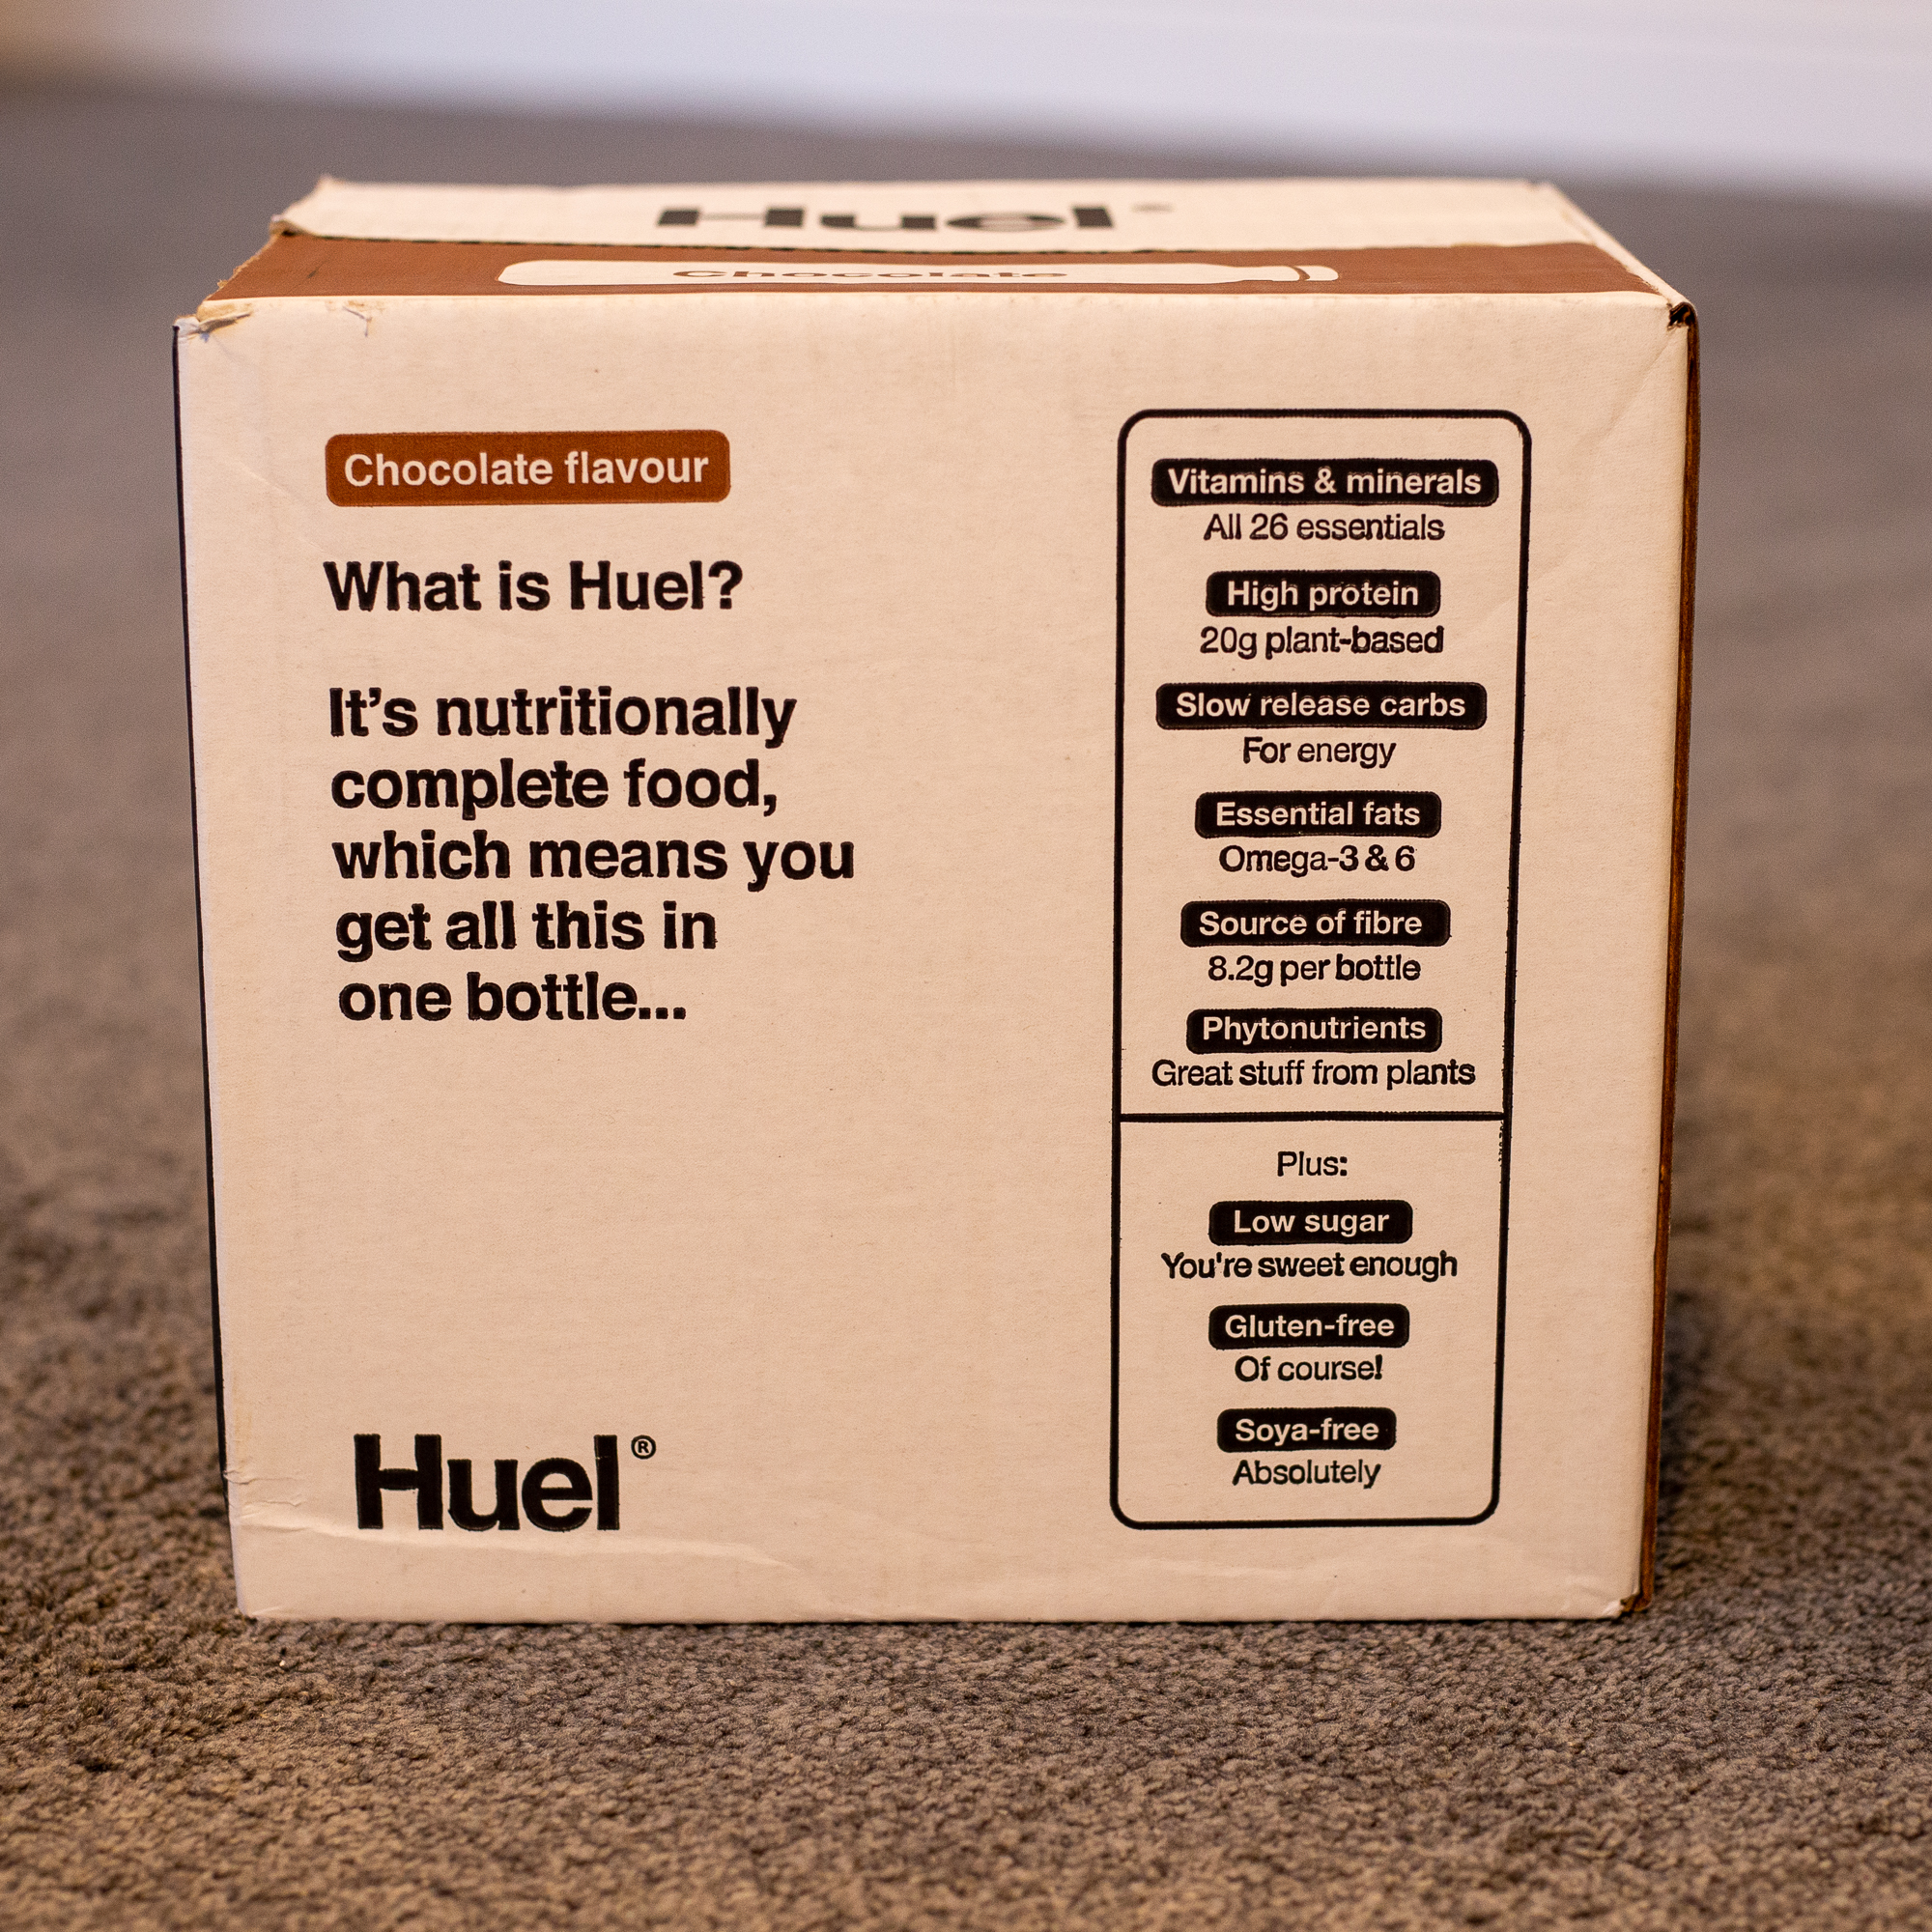 Huel
Chocolate
Chocolate flavour
What is Huel?
It’s nutritionally
complete food,
which means you
get all this in
one bottle...
Huel®
Vitamins & minerals
All 26 essentials
High protein
20g plant-based
Slow release carbs
For energy
Essential fats
Omega-3 & 6
Source of fibre
8.2g per bottle
Phytonutrients
Great stuff from plants
Plus:
Low sugar
You're sweet enough
Gluten-free
Of course!
Soya-free
Absolutely